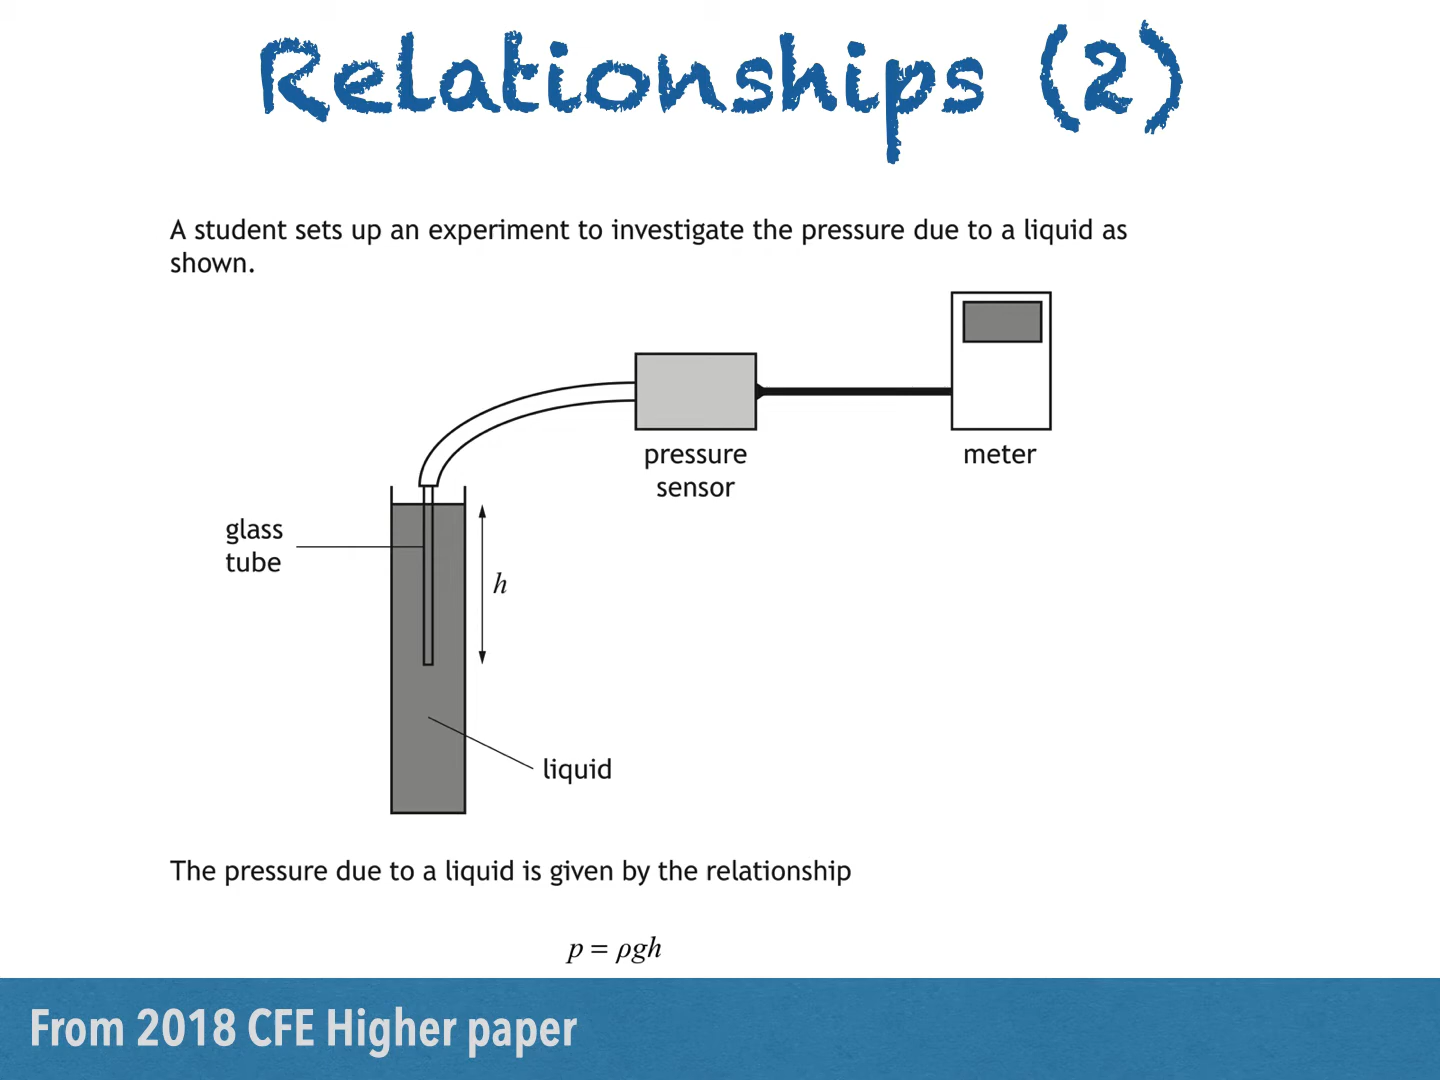 Relationships (2)
A student sets up an experiment to investigate the pressure due to a liquid as
shown.
pressure
sensor
meter
glass
tube
h
liquid
The pressure due to a liquid is given by the relationship
p = ρgh
From 2018 CFE Higher paper